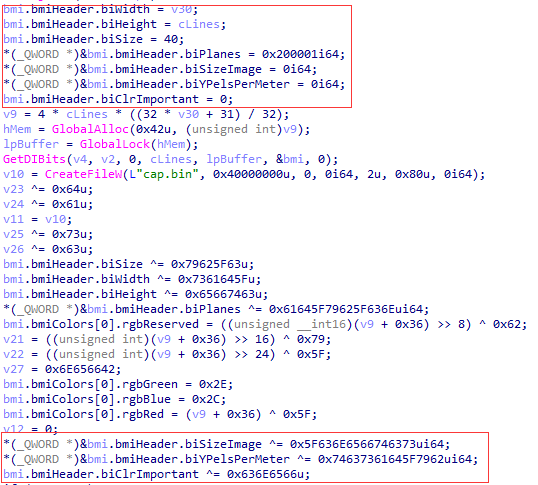 bmi.bmiHeader.biWidth = v30;
bmi.bmiHeader.biHeight = cLines;
bmi.bmiHeader.biSize = 40;
*(_QWORD *)&bmi.bmiHeader.biPlanes = 0x200001i64;
*(_QWORD *)&bmi.bmiHeader.biSizeImage = 0i64;
*(_QWORD *)&bmi.bmiHeader.biYPelsPerMeter = 0i64;
bmi.bmiHeader.biClrImportant = 0;
v9 = 4 * cLines * ((32 * v30 + 31) / 32);
hMem = GlobalAlloc(0x42u, (unsigned int)v9);
lpBuffer = GlobalLock(hMem);
GetDIBits(v4, v2, 0, cLines, lpBuffer, &bmi, 0);
v10 = CreateFileW(L"cap.bin", 0x40000000u, 0, 0i64, 2u, 0x80u, 0i64);
v23 ^= 0x64u;
v24 ^= 0x61u;
v11 = v10;
v25 ^= 0x73u;
v26 ^= 0x63u;
bmi.bmiHeader.biSize ^= 0x79625F63u;
bmi.bmiHeader.biWidth ^= 0x7361645Fu;
bmi.bmiHeader.biHeight ^= 0x65667463u;
*(_QWORD *)&bmi.bmiHeader.biPlanes ^= 0x61645F79625F636Eui64;
bmi.bmiColors[0].rgbReserved = ((unsigned __int16)(v9 + 0x36) >> 8) ^ 0x62;
v21 = ((unsigned int)(v9 + 0x36) >> 16) ^ 0x79;
v22 = ((unsigned int)(v9 + 0x36) >> 24) ^ 0x5F;
v27 = 0x6E656642;
bmi.bmiColors[0].rgbGreen = 0x2E;
bmi.bmiColors[0].rgbBlue = 0x2C;
bmi.bmiColors[0].rgbRed = (v9 + 0x36) ^ 0x5F;
v12 = 0;
*(_QWORD *)&bmi.bmiHeader.biSizeImage ^= 0x5F636E6566746373ui64;
*(_QWORD *)&bmi.bmiHeader.biYPelsPerMeter ^= 0x74637361645F7962ui64;
bmi.bmiHeader.biClrImportant ^= 0x636E6566u;